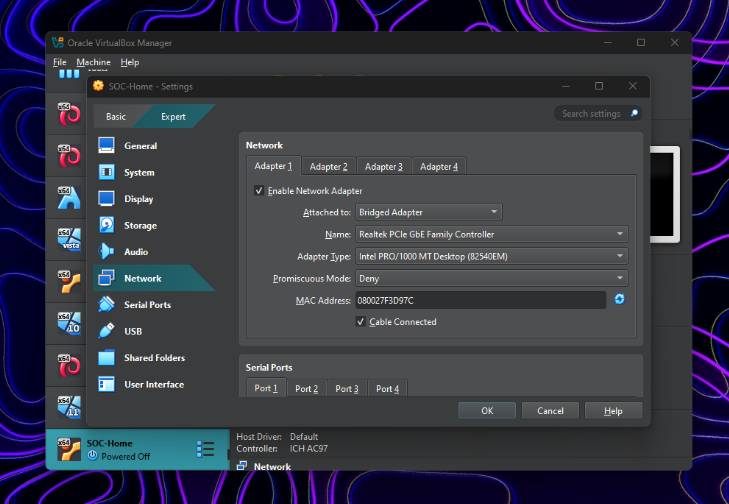 Oracle VirtualBox Manager
File Machine Help
SOC-Home - Settings
Basic Expert
Search settings
General
System
Display
Storage
Audio
Network
Serial Ports
USB
Shared Folders
User Interface
Network
Adapter 1 Adapter 2 Adapter 3 Adapter 4
Enable Network Adapter
Attached to: Bridged Adapter
Name: Realtek PCIe GbE Family Controller
Adapter Type: Intel PRO/1000 MT Desktop (82540EM)
Promiscuous Mode: Deny
MAC Address: 080027F3D97C
Cable Connected
Serial Ports
Port 1 Port 2 Port 3 Port 4
OK Cancel Help
x64
x64
x64
x64
vista
x64
x64
10
x64
x64
11
x64
SOC-Home
Powered Off
Host Driver: Default
Controller: ICH AC97
Network